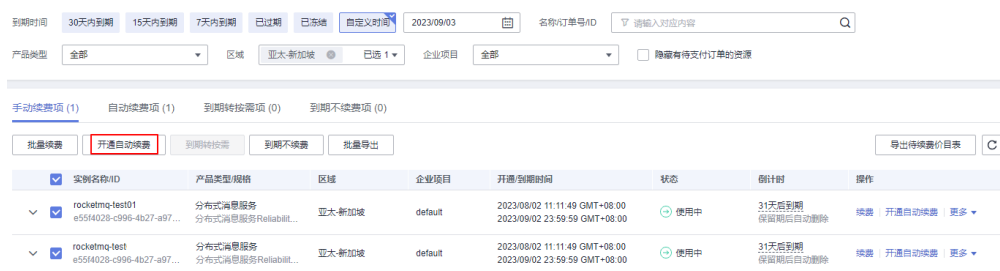 到期时间 30天内到期 15天内到期 7天内到期 已过期 已冻结 自定义时间 2023/09/03 名称/订单号/ID 请输入对应内容
产品类型 全部 区域 亚太-新加坡 已选 1 企业项目 全部 隐藏有待支付订单的资源
手动续费项 (1) 自动续费项 (1) 到期转按需项 (0) 到期不续费项 (0)
批量续费 开通自动续费 到期转按需 到期不续费 批量导出 导出待续费价目表
实例名称/ID 产品类型/规格 区域 企业项目 开通/到期时间 状态 倒计时 操作
rocketmq-test01 分布式消息服务 2023/08/02 11:11:49 GMT+08:00 31天后到期
e55f4028-c996-4b27-a97... 分布式消息服务Reliabilit... 亚太-新加坡 default 2023/09/02 23:59:59 GMT+08:00 使用中 保留期后自动删除 续费 开通自动续费 更多
rocketmq-test 分布式消息服务 2023/08/02 11:11:49 GMT+08:00 31天后到期
e55f4028-c996-4b27-a97... 分布式消息服务Reliabilit... 亚太-新加坡 default 2023/09/02 23:59:59 GMT+08:00 使用中 保留期后自动删除 续费 开通自动续费 更多